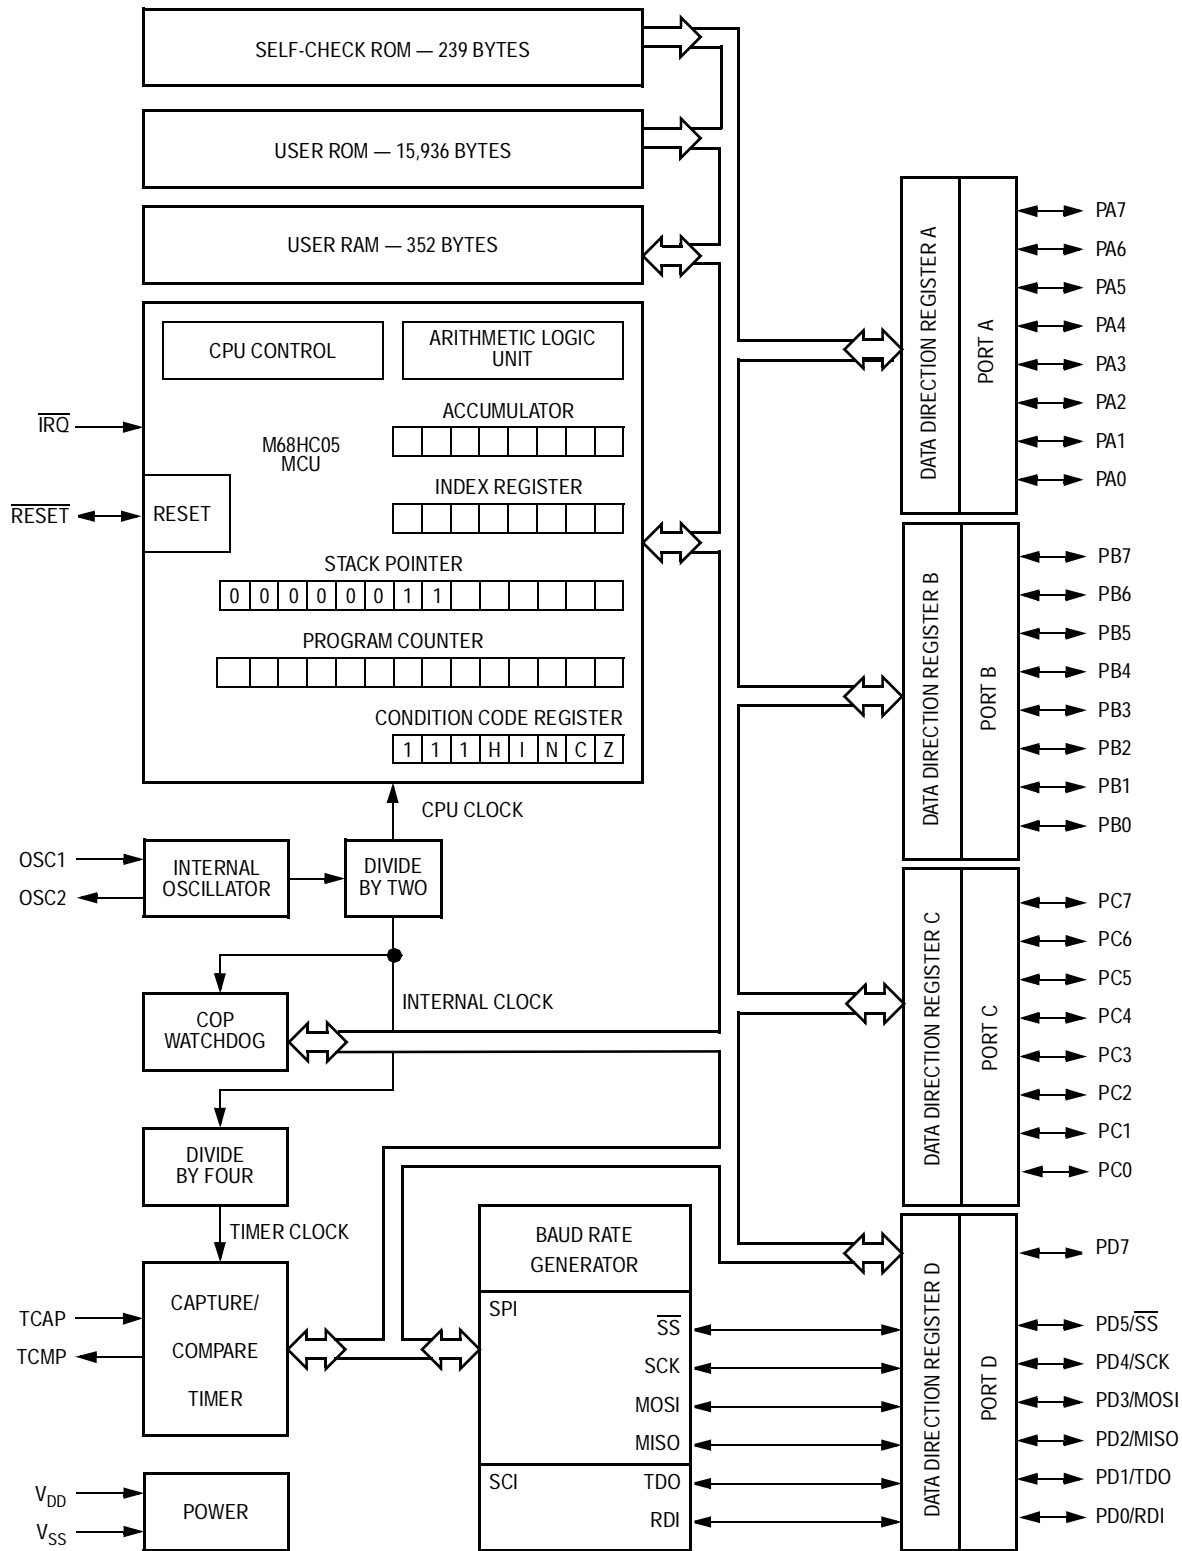 SELF-CHECK ROM — 239 BYTES
USER ROM — 15,936 BYTES
USER RAM — 352 BYTES
CPU CONTROL
ARITHMETIC LOGIC
UNIT
ACCUMULATOR
M68HC05
MCU
IRQ
INDEX REGISTER
RESET
RESET
STACK POINTER
0 0 0 0 0 0 1 1
PROGRAM COUNTER
CONDITION CODE REGISTER
1 1 1 H I N C Z
CPU CLOCK
OSC1
OSC2
INTERNAL
OSCILLATOR
DIVIDE
BY TWO
INTERNAL CLOCK
COP
WATCHDOG
DIVIDE
BY FOUR
TIMER CLOCK
TCAP
TCMP
CAPTURE/
COMPARE
TIMER
VDD
VSS
POWER
BAUD RATE
GENERATOR
SPI
SS
SCK
MOSI
MISO
SCI
TDO
RDI
DATA DIRECTION REGISTER A
PORT A
PA7
PA6
PA5
PA4
PA3
PA2
PA1
PA0
DATA DIRECTION REGISTER B
PORT B
PB7
PB6
PB5
PB4
PB3
PB2
PB1
PB0
DATA DIRECTION REGISTER C
PORT C
PC7
PC6
PC5
PC4
PC3
PC2
PC1
PC0
DATA DIRECTION REGISTER D
PORT D
PD7
PD5/SS
PD4/SCK
PD3/MOSI
PD2/MISO
PD1/TDO
PD0/RDI